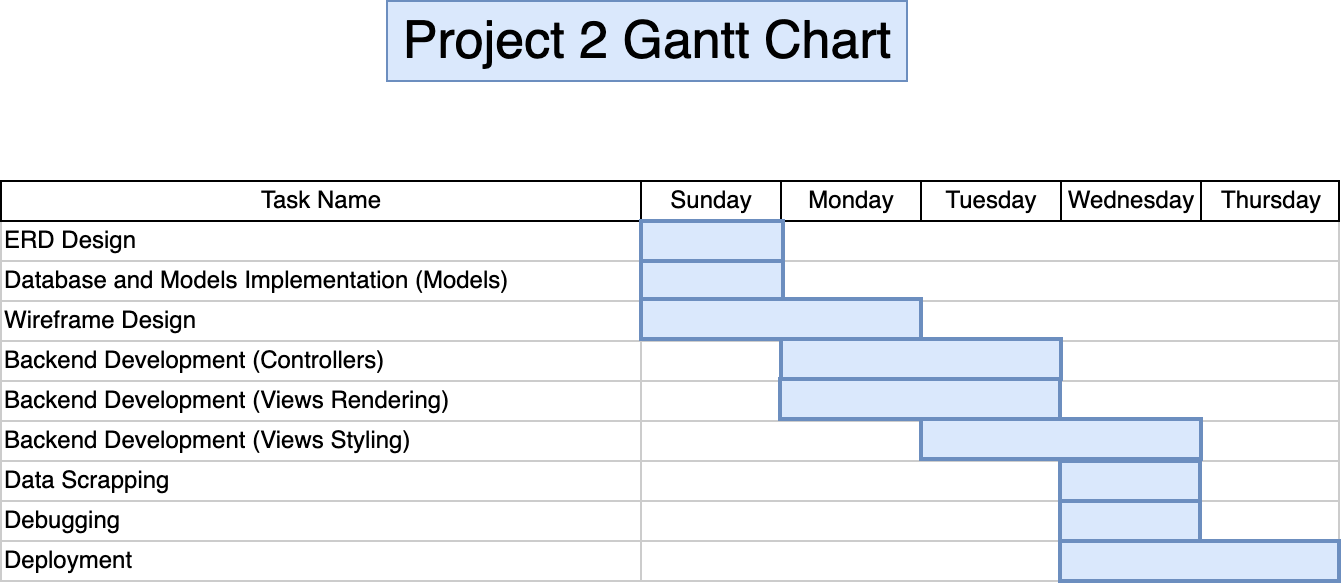 Project 2 Gantt Chart
Task Name Sunday Monday Tuesday Wednesday Thursday
ERD Design
Database and Models Implementation (Models)
Wireframe Design
Backend Development (Controllers)
Backend Development (Views Rendering)
Backend Development (Views Styling)
Data Scrapping
Debugging
Deployment